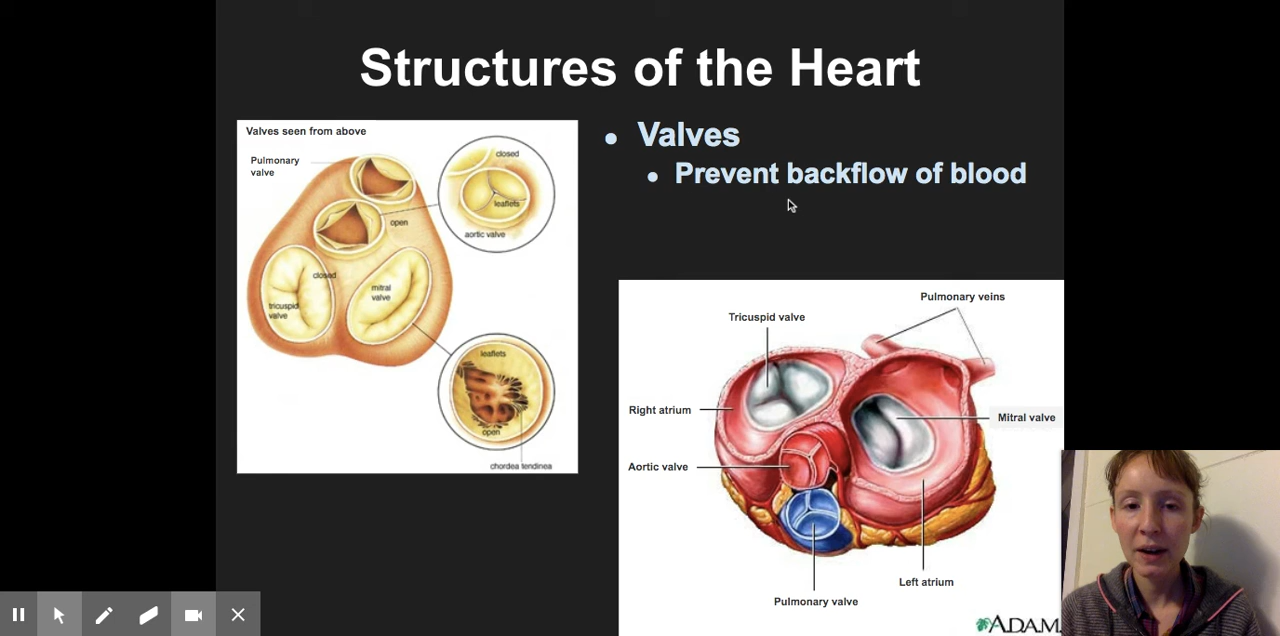 Structures of the Heart
Valves seen from above
Pulmonary
valve
closed
leaflets
aortic valve
open
closed
tricuspid
valve
mitral
valve
leaflets
open
chordea tendinea
• Valves
• Prevent backflow of blood
Pulmonary veins
Tricuspid valve
Right atrium
Mitral valve
Aortic valve
Left atrium
Pulmonary valve
ADAM.